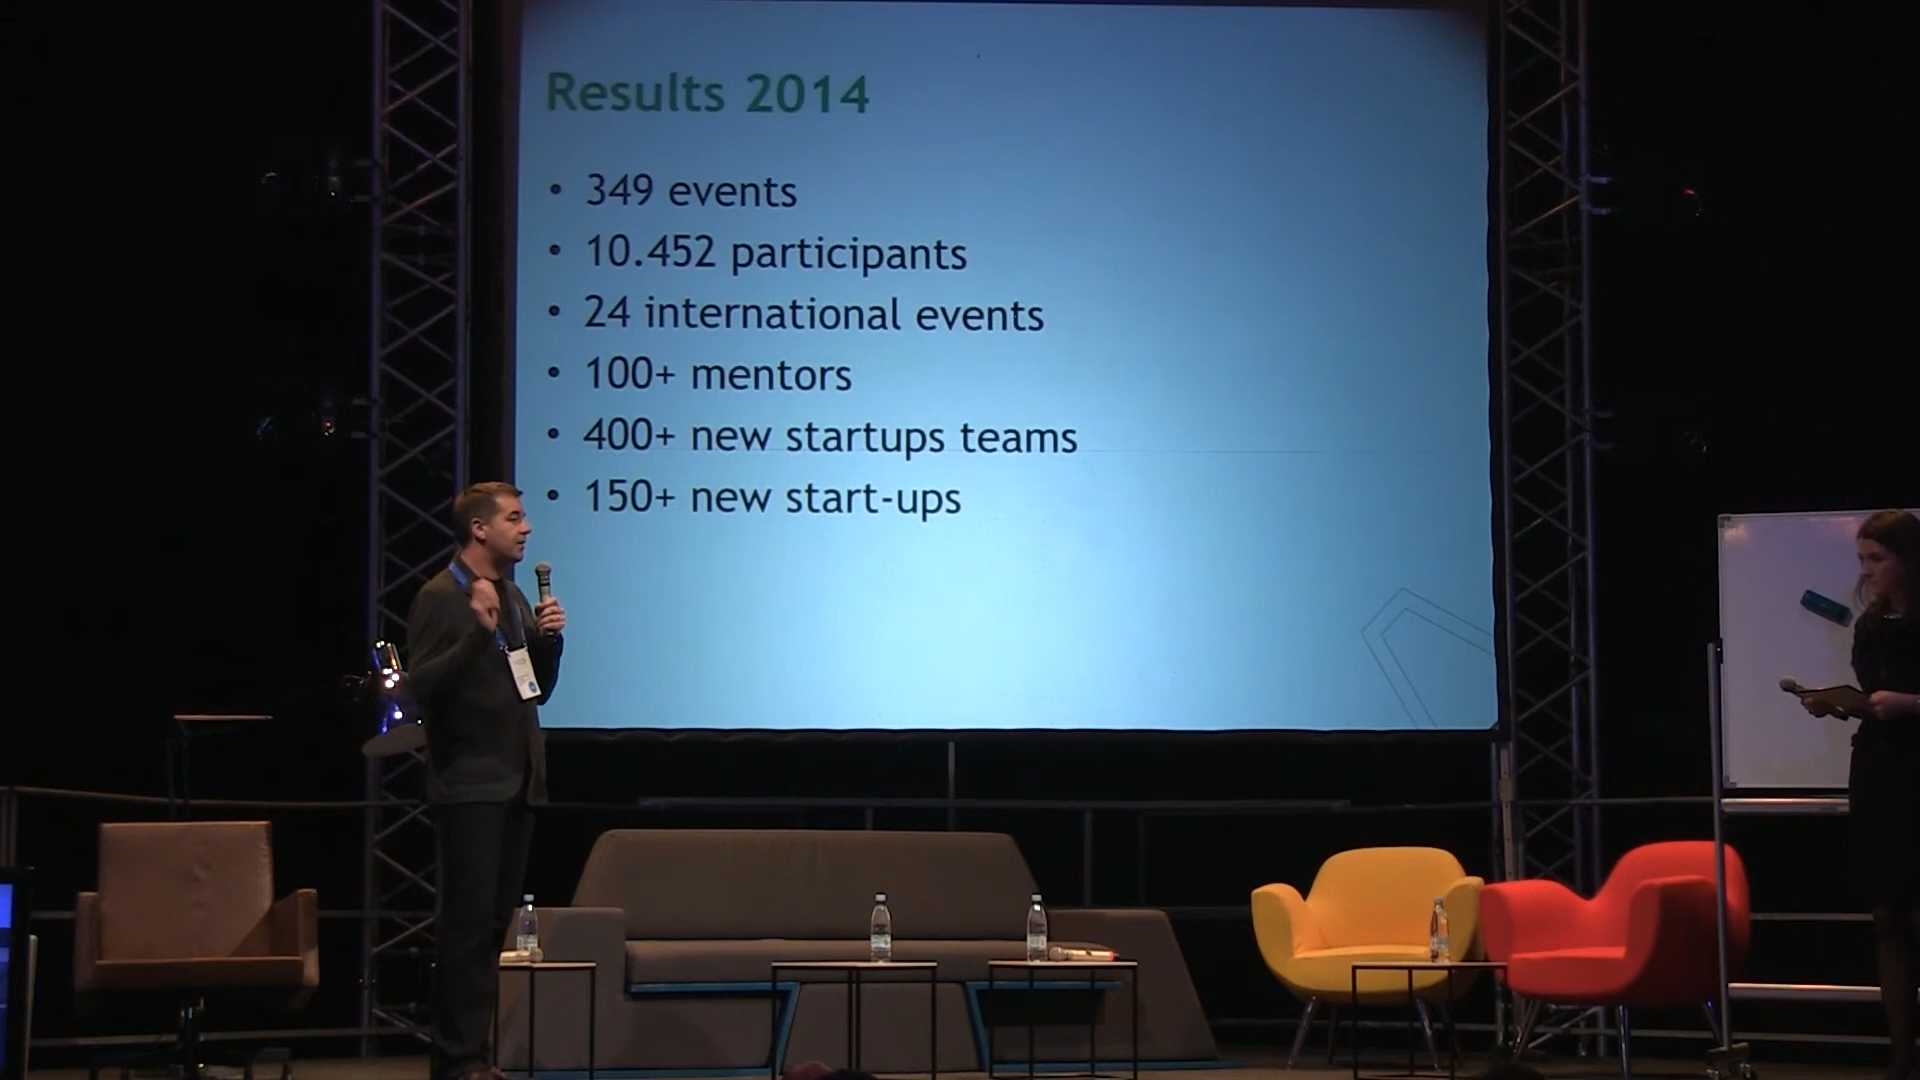 Results 2014
• 349 events
• 10.452 participants
• 24 international events
• 100+ mentors
• 400+ new startups teams
• 150+ new start-ups